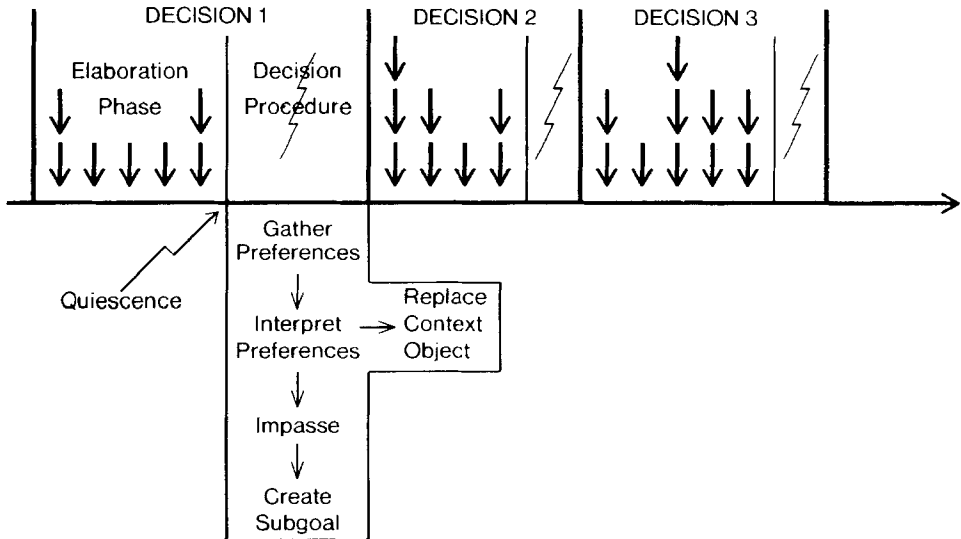 DECISION 1
DECISION 2
DECISION 3
Elaboration
Phase
Decision
Procedure
Quiescence
Gather
Preferences
Interpret
Preferences
Replace
Context
Object
Impasse
Create
Subgoal